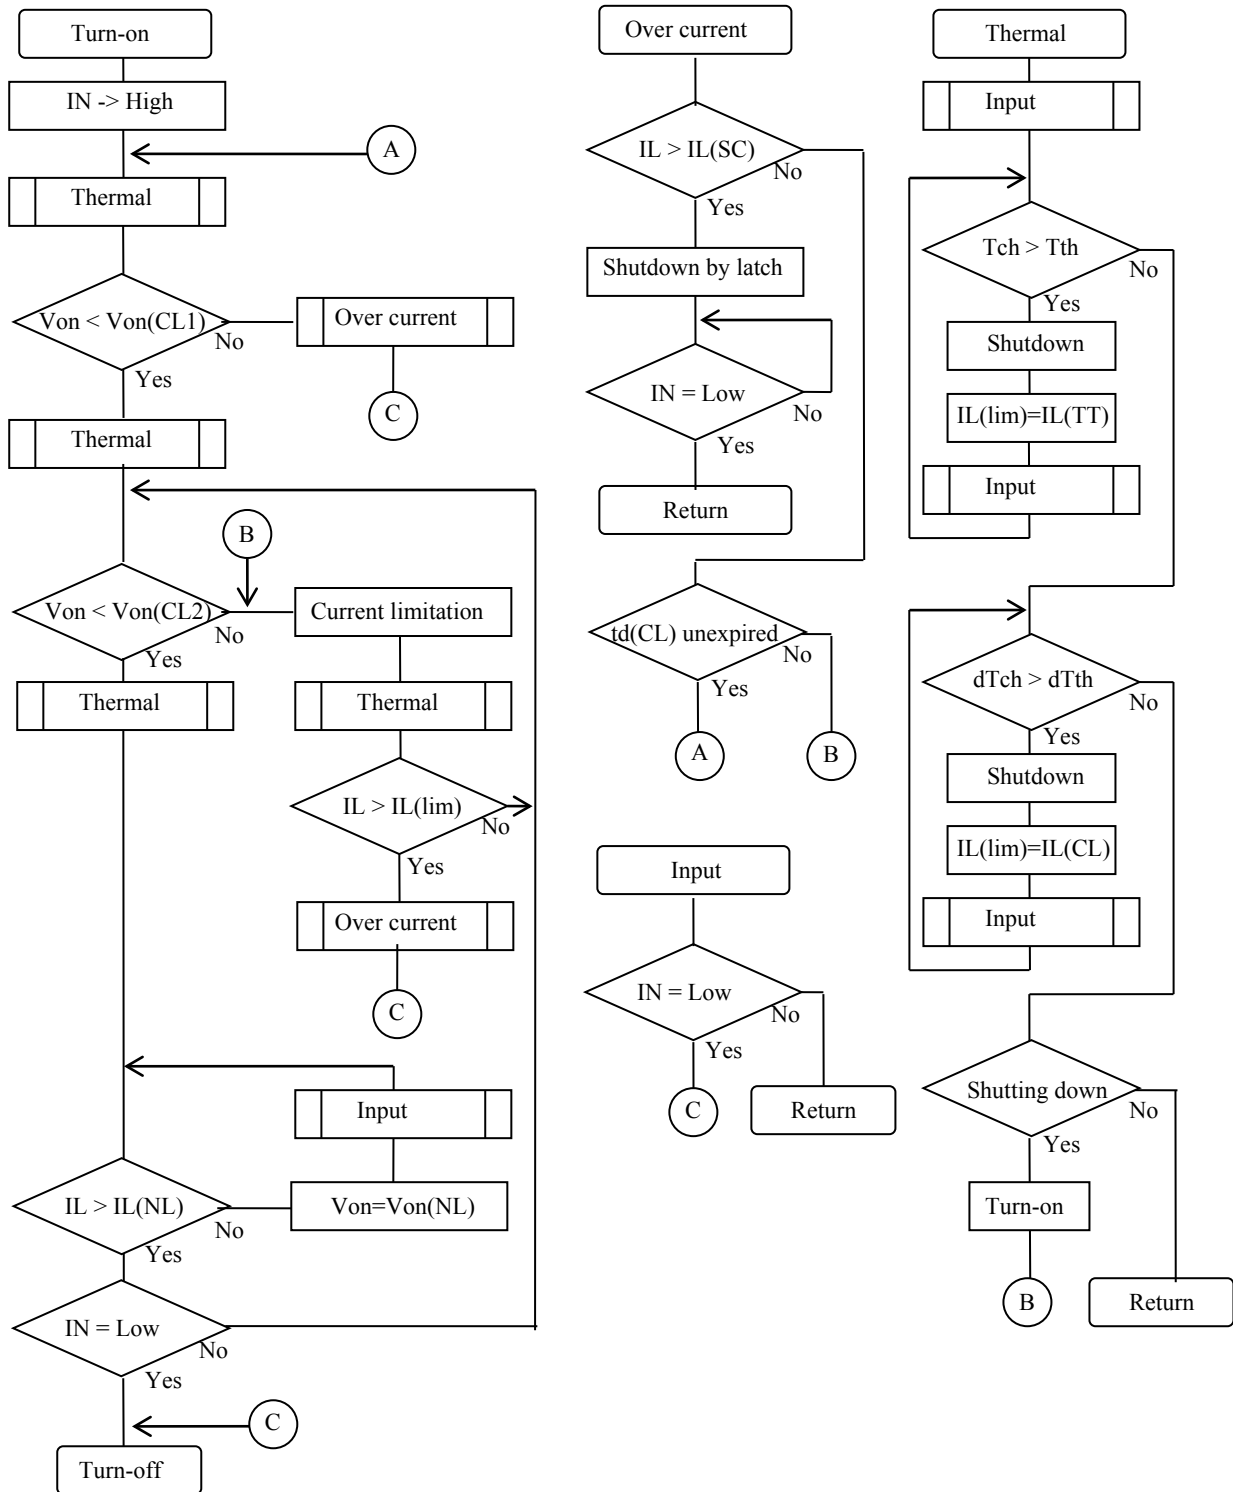 Turn-on
IN -> High
A
Thermal
Von < Von(CL1)
No
Over current
Yes
C
Thermal
B
Von < Von(CL2)
No
Current limitation
Yes
Thermal
Thermal
IL > IL(lim)
No
Yes
Over current
C
Input
IL > IL(NL)
No
Von=Von(NL)
Yes
IN = Low
No
Yes
C
Turn-off
Over current
IL > IL(SC)
No
Yes
Shutdown by latch
IN = Low
No
Yes
Return
td(CL) unexpired
No
Yes
A
B
Input
IN = Low
No
Yes
C
Return
Thermal
Input
Tch > Tth
No
Yes
Shutdown
IL(lim)=IL(TT)
Input
dTch > dTth
No
Yes
Shutdown
IL(lim)=IL(CL)
Input
Shutting down
No
Yes
Turn-on
B
Return